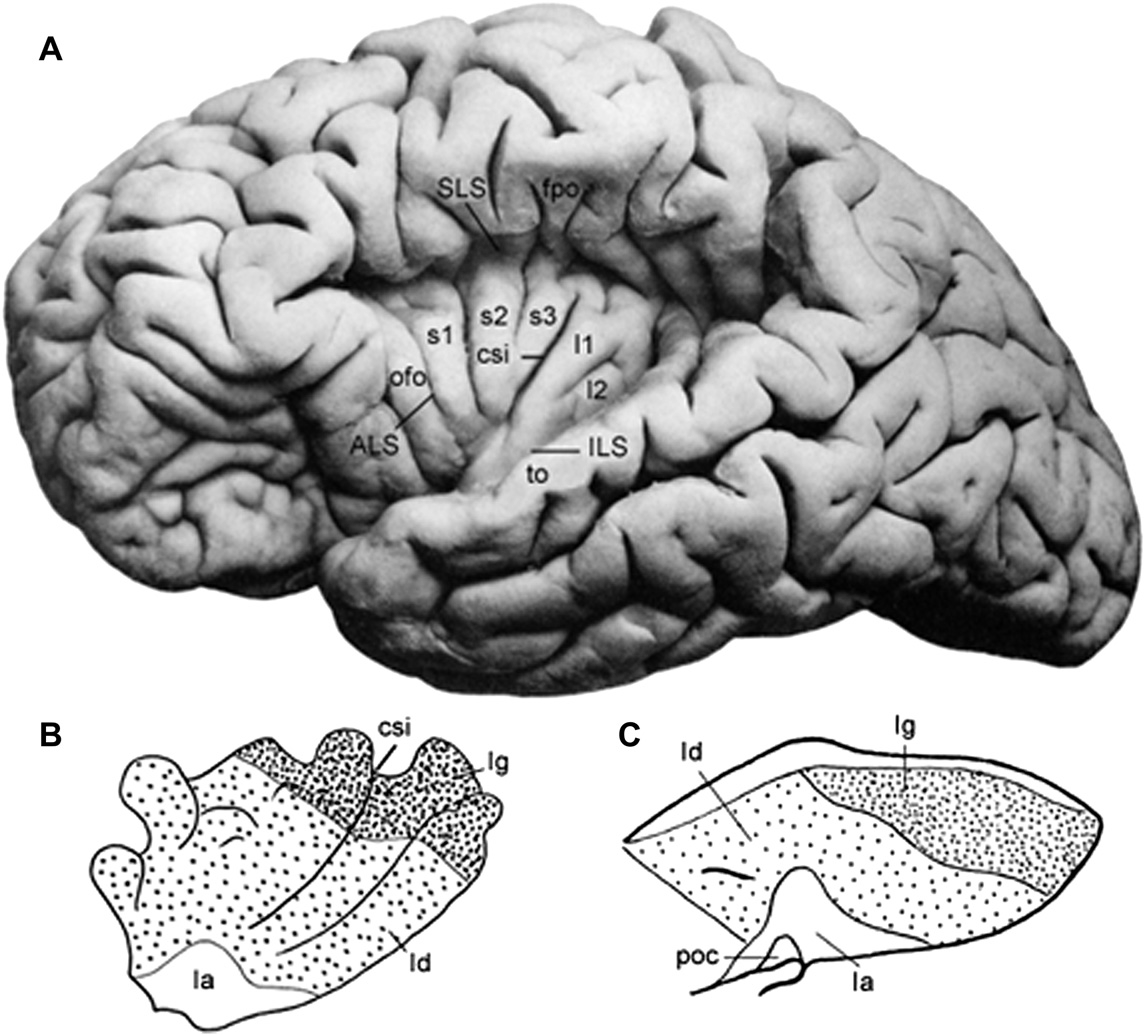 A
SLS
fpo
s1
s2
s3
csi
l1
l2
ofo
ALS
ILS
to
B
csi
Ig
Id
Ia
C
Id
Ig
poc
Ia